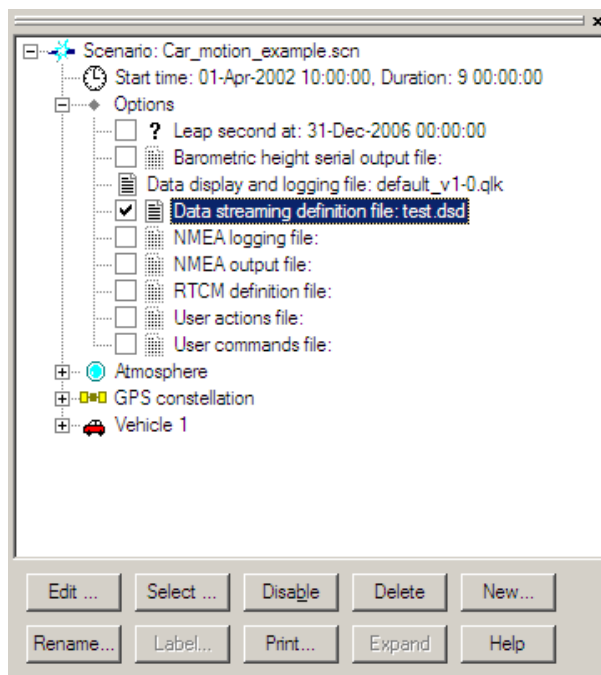 Scenario: Car_motion_example.scn
Start time: 01-Apr-2002 10:00:00, Duration: 9 00:00:00
Options
? Leap second at: 31-Dec-2006 00:00:00
Barometric height serial output file:
Data display and logging file: default_v1-0.qlk
Data streaming definition file: test.dsd
NMEA logging file:
NMEA output file:
RTCM definition file:
User actions file:
User commands file:
Atmosphere
GPS constellation
Vehicle 1
Edit ... Select ... Disable Delete New...
Rename... Label... Print... Expand Help